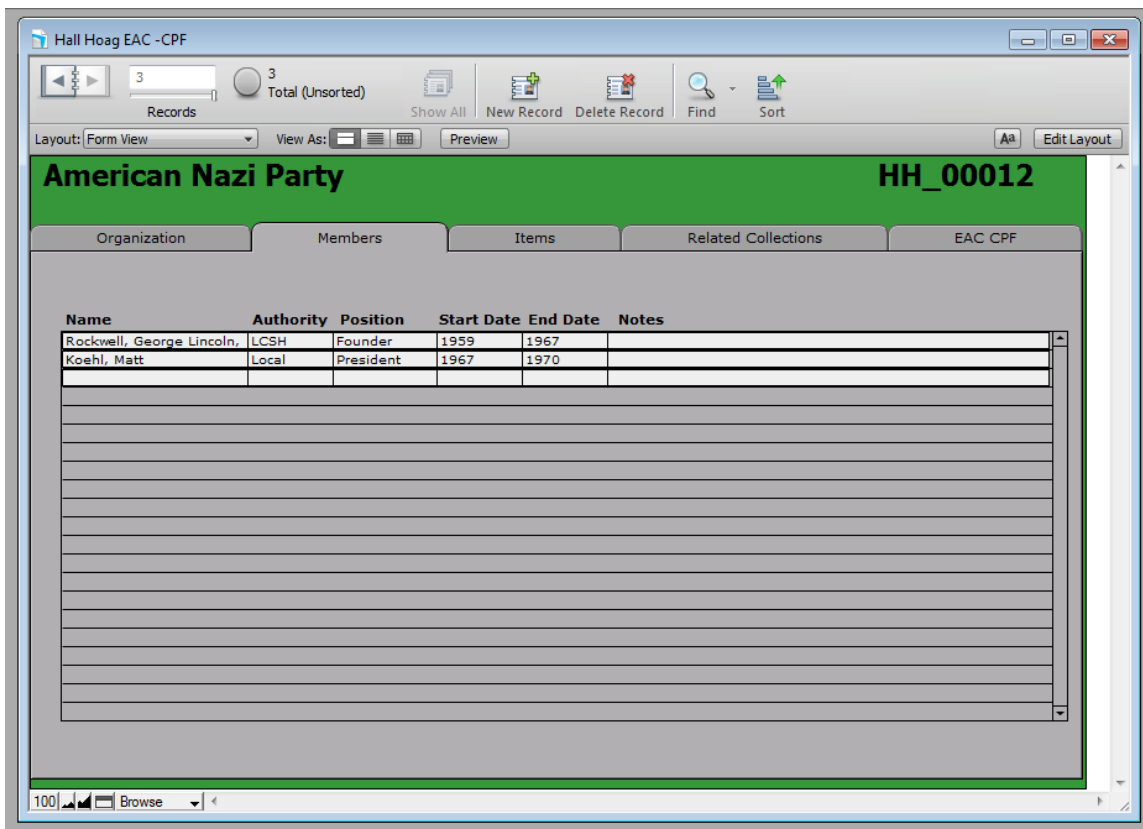 Hall Hoag EAC -CPF
3
3
Total (Unsorted)
Records
Show All
New Record
Delete Record
Find
Sort
Layout: Form View
View As:
Preview
Aa
Edit Layout
American Nazi Party
HH_00012
Organization
Members
Items
Related Collections
EAC CPF
Name Authority Position Start Date End Date Notes
Rockwell, George Lincoln, LCSH Founder 1959 1967
Koehl, Matt Local President 1967 1970
100 Browse